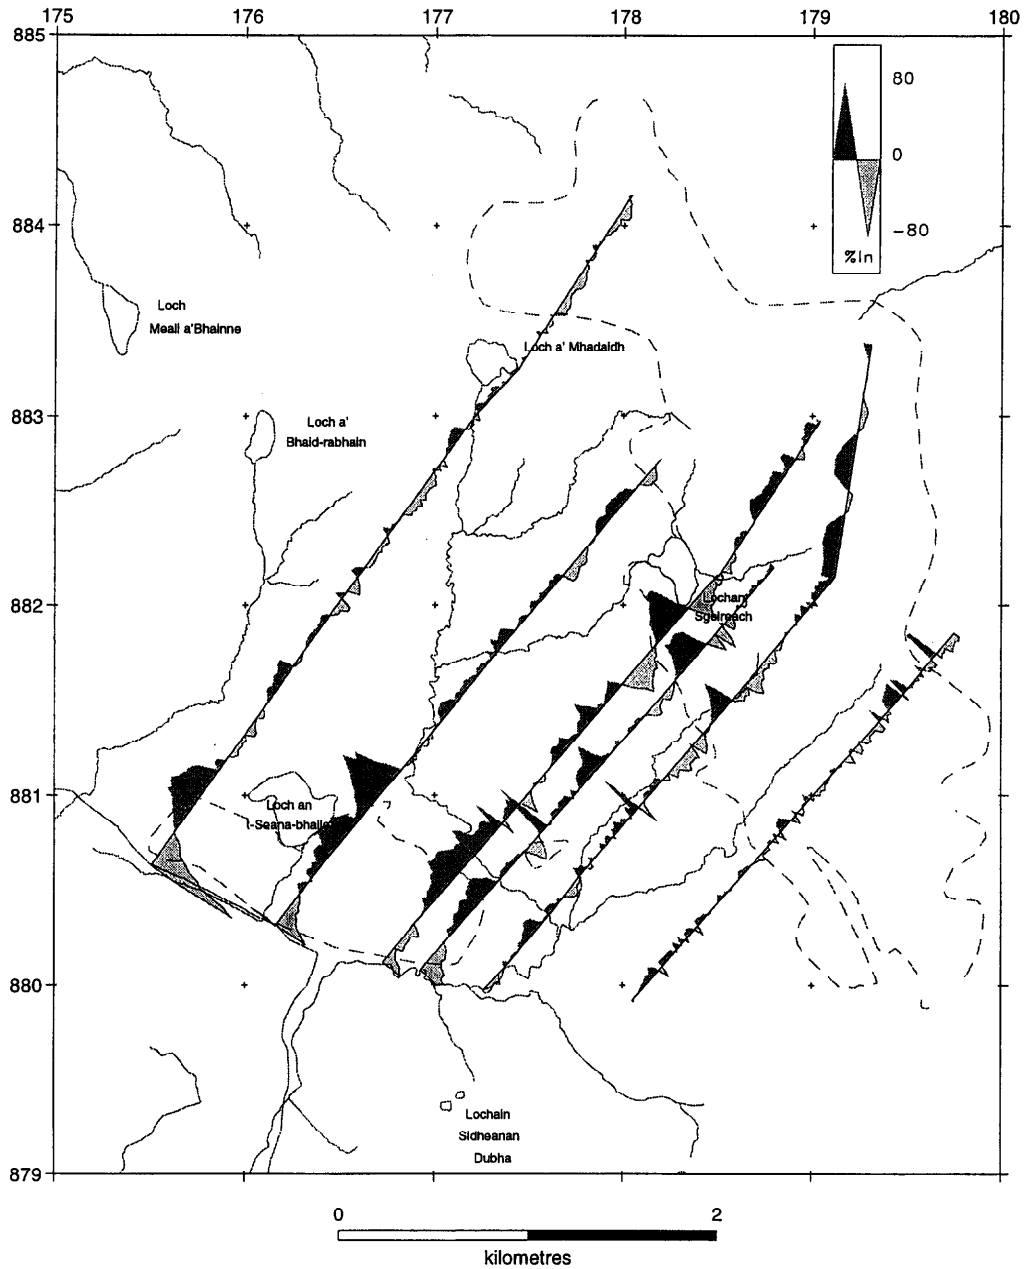 175 176 177 178 179 180
885
80
0
-80
%In
884
Loch
Meall a'Bhainne
Loch a' Mhadaidh
883
Loch a'
Bhaid-rabhain
882
Lochan
Sgeireach
881
Loch an
t-Seana-bhaile
880
Lochain
Sidheanan
Dubha
879
0 2
kilometres